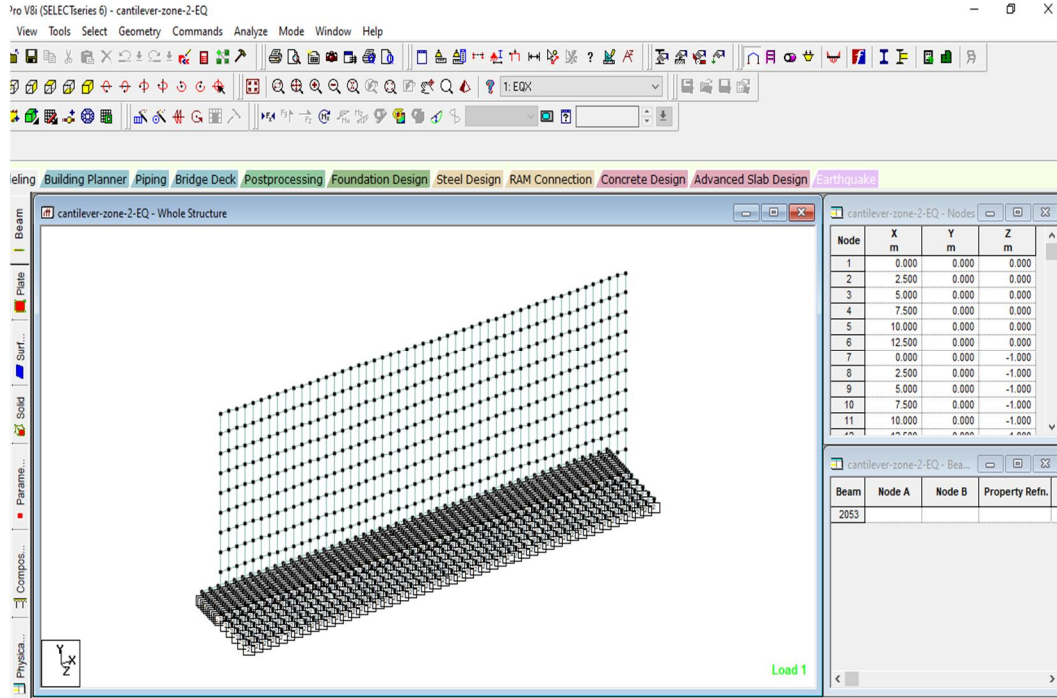 Pro V8i (SELECTseries 6) - cantilever-zone-2-EQ
View Tools Select Geometry Commands Analyze Mode Window Help
1: EQX
eling Building Planner Piping Bridge Deck Postprocessing Foundation Design Steel Design RAM Connection Concrete Design Advanced Slab Design Earthquake
Beam
Plate
Surf...
Solid
Parame...
Compos...
Physica...
cantilever-zone-2-EQ - Whole Structure
Y
X
Z
Load 1
cantilever-zone-2-EQ - Nodes
Node X Y Z
m m m
1 0.000 0.000 0.000
2 2.500 0.000 0.000
3 5.000 0.000 0.000
4 7.500 0.000 0.000
5 10.000 0.000 0.000
6 12.500 0.000 0.000
7 0.000 0.000 -1.000
8 2.500 0.000 -1.000
9 5.000 0.000 -1.000
10 7.500 0.000 -1.000
11 10.000 0.000 -1.000
cantilever-zone-2-EQ - Bea...
Beam Node A Node B Property Refn.
2053